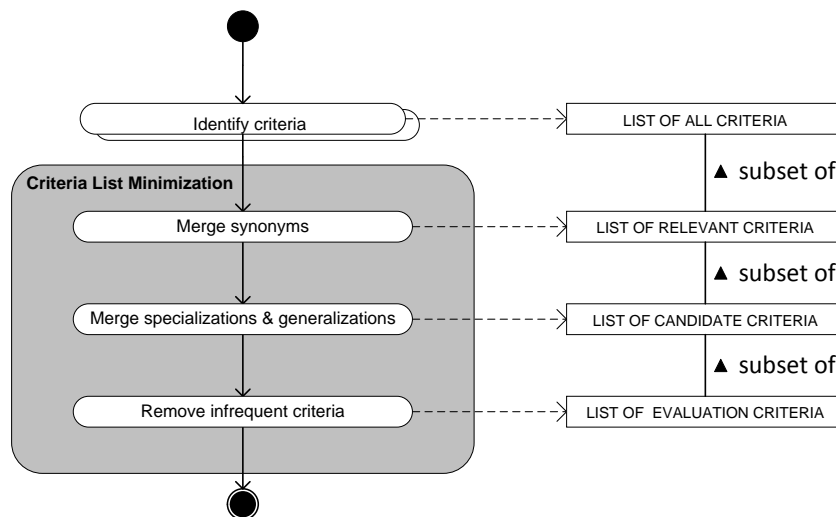 Identify criteria
LIST OF ALL CRITERIA
▲ subset of
Criteria List Minimization
Merge synonyms
LIST OF RELEVANT CRITERIA
▲ subset of
Merge specializations & generalizations
LIST OF CANDIDATE CRITERIA
▲ subset of
Remove infrequent criteria
LIST OF EVALUATION CRITERIA